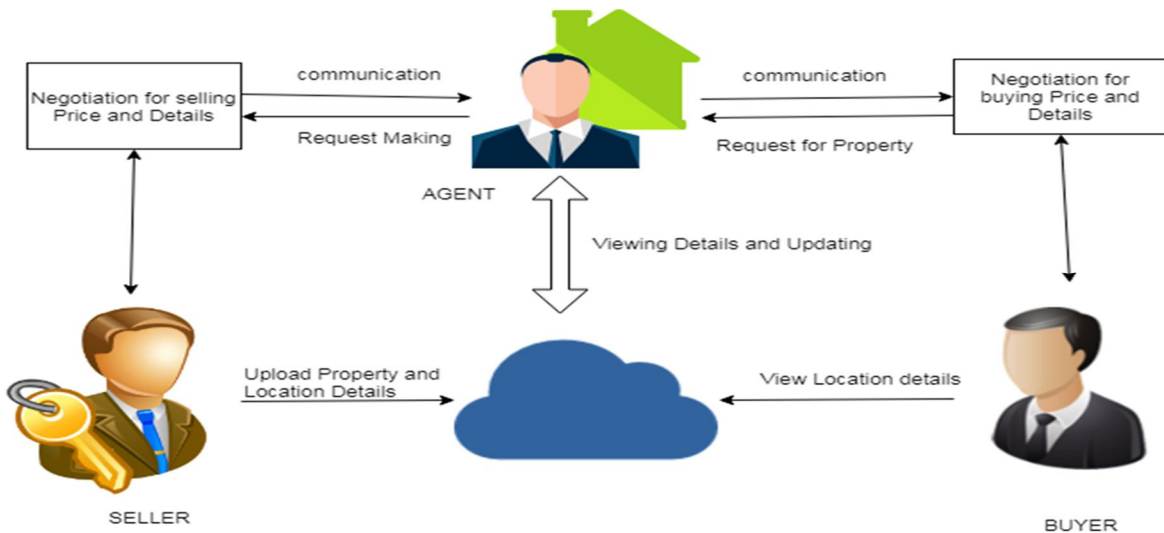 communication
communication
Negotiation for selling
Price and Details
Negotiation for
buying Price and
Details
Request Making
Request for Property
AGENT
Viewing Details and Updating
Upload Property and
Location Details
View Location details
SELLER
BUYER